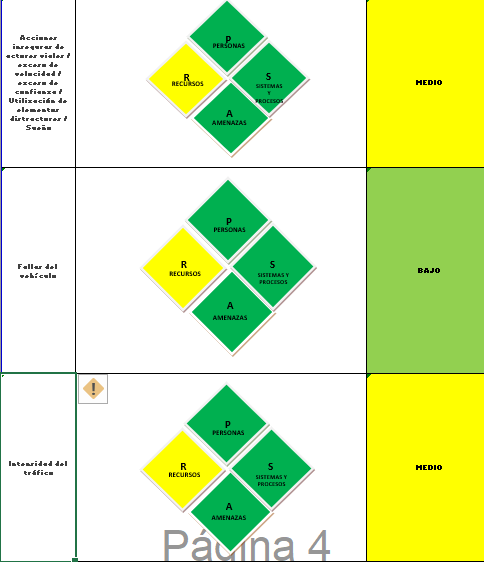 Acciones
inseguras de
actores viales /
exceso de
velocidad /
exceso de
confianza /
Utilización de
elementos
distractores /
Sueño
P
PERSONAS
R
RECURSOS
S
SISTEMAS
Y
PROCESOS
A
AMENAZAS
MEDIO
Fallas del
vehículo
P
PERSONAS
R
RECURSOS
S
SISTEMAS Y
PROCESOS
A
AMENAZAS
BAJO
Intensidad del
tráfico
!
P
PERSONAS
R
RECURSOS
S
SISTEMAS Y
PROCESOS
A
AMENAZAS
MEDIO
Página 4